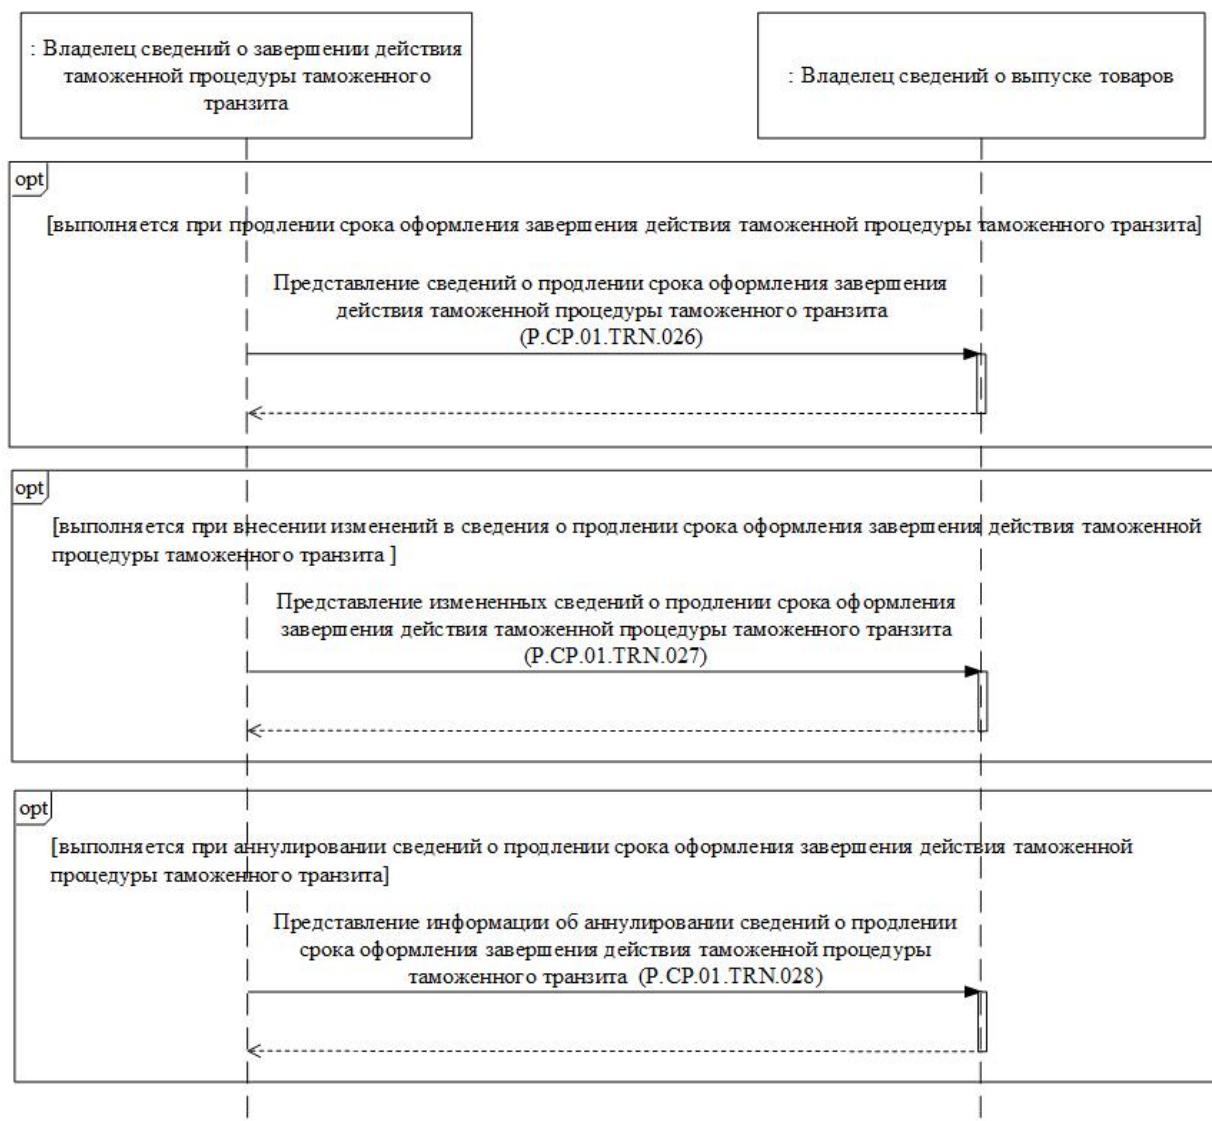 : Владелец сведений о завершении действия
таможенной процедуры таможенного
транзита
: Владелец сведений о выпуске товаров
opt
[выполняется при продлении срока оформления завершения действия таможенной процедуры таможенного транзита]
Представление сведений о продлении срока оформления завершения
действия таможенной процедуры таможенного транзита
(P.CP.01.TRN.026)
opt
[выполняется при внесении изменений в сведения о продлении срока оформления завершения действия таможенной
процедуры таможенного транзита ]
Представление измененных сведений о продлении срока оформления
завершения действия таможенной процедуры таможенного транзита
(P.CP.01.TRN.027)
opt
[выполняется при аннулировании сведений о продлении срока оформления завершения действия таможенной
процедуры таможенного транзита]
Представление информации об аннулировании сведений о продлении
срока оформления завершения действия таможенной процедуры
таможенного транзита (P.CP.01.TRN.028)